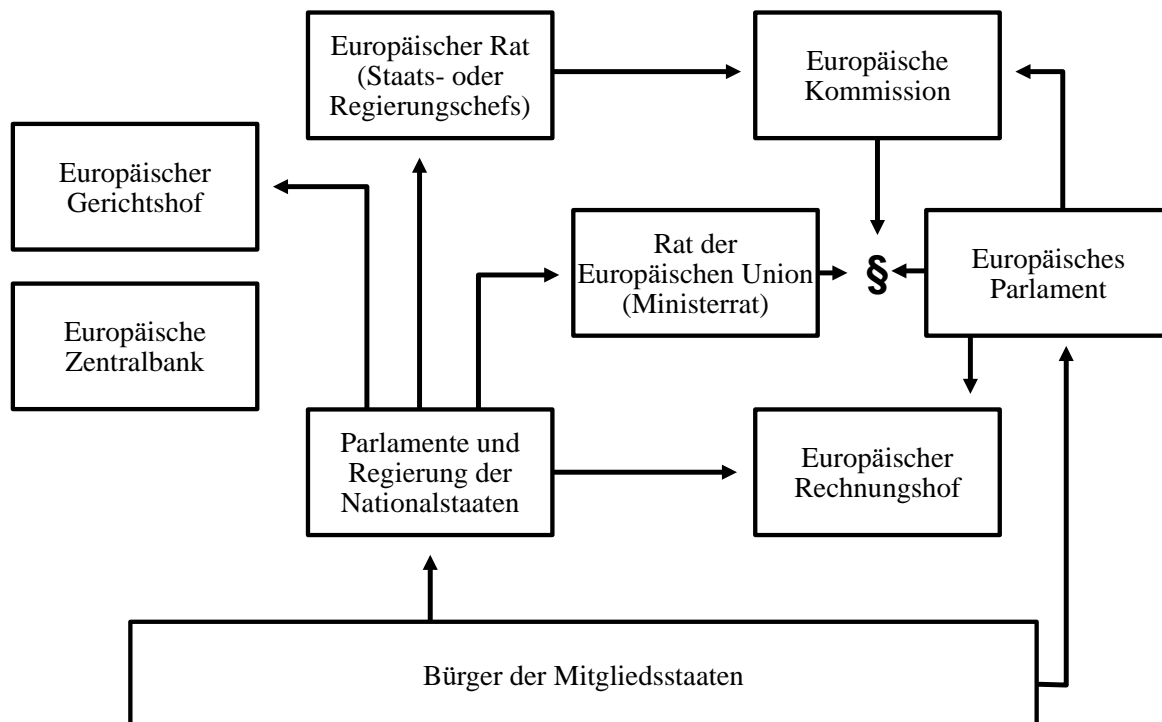 Europäischer Rat
(Staats- oder
Regierungschefs)
Europäische
Kommission
Europäischer
Gerichtshof
Rat der
Europäischen Union
(Ministerrat)
§
Europäisches
Parlament
Europäische
Zentralbank
Parlamente und
Regierung der
Nationalstaaten
Europäischer
Rechnungshof
Bürger der Mitgliedsstaaten